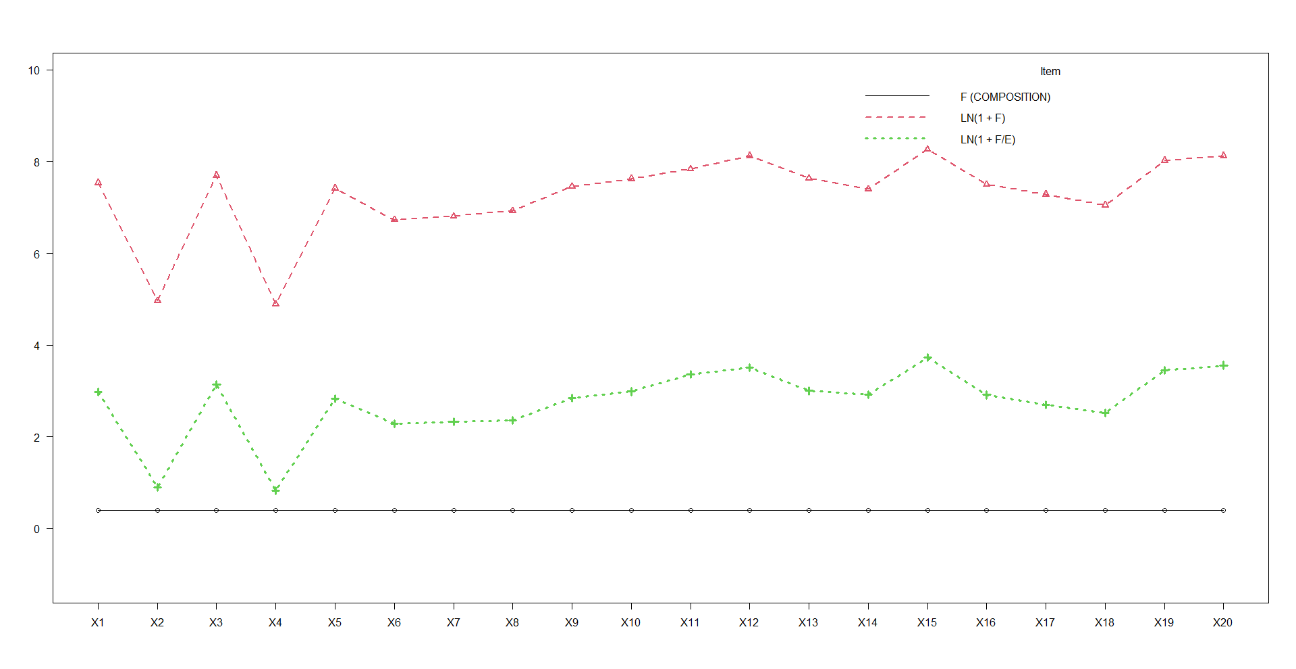 Item
F (COMPOSITION)
LN(1 + F)
LN(1 + F/E)
10
8
6
4
2
0
X1 X2 X3 X4 X5 X6 X7 X8 X9 X10 X11 X12 X13 X14 X15 X16 X17 X18 X19 X20